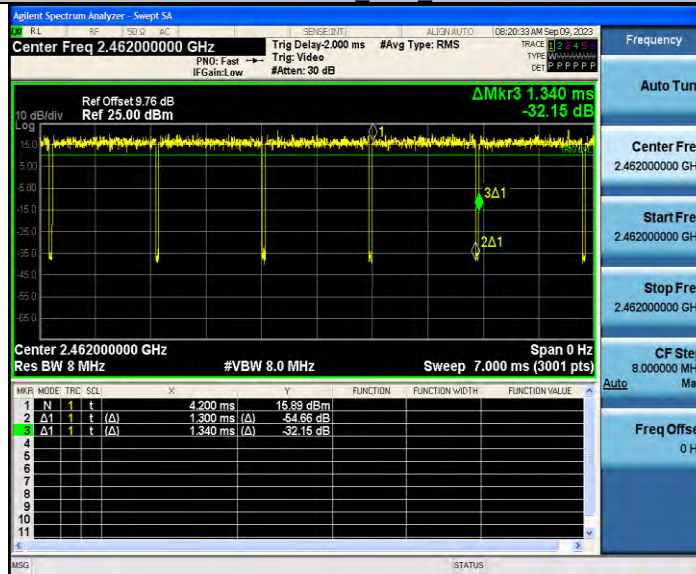 Agilent Spectrum Analyzer - Swept SA
RL RF 50 Ω AC SENSE:INT ALIGN AUTO 08:20:33 AM Sep 09, 2023
Center Freq 2.462000000 GHz
PNO: Fast
IFGain:Low
Trig Delay-2.000 ms
Trig: Video
#Atten: 30 dB
#Avg Type: RMS
TRACE 1 2 3 4 5 6
TYPE
DET P P P P P P
Frequency
ΔMkr3 1.340 ms
-32.15 dB
Ref Offset 9.76 dB
10 dB/div Ref 25.00 dBm
Log
15.0
5.00
-5.00
-15.0
-25.0
-35.0
-45.0
-55.0
-65.0
1
3Δ1
2Δ1
Center 2.462000000 GHz Span 0 Hz
Res BW 8 MHz #VBW 8.0 MHz Sweep 7.000 ms (3001 pts)
MKR MODE TRC SCL X Y FUNCTION FUNCTION WIDTH FUNCTION VALUE
1 N 1 t 4.200 ms 15.89 dBm
2 Δ1 1 t (Δ) 1.300 ms (Δ) -54.66 dB
3 Δ1 1 t (Δ) 1.340 ms (Δ) -32.15 dB
4
5
6
7
8
9
10
11
MSG STATUS
Auto Tun
Center Fre
2.462000000 GH
Start Fre
2.462000000 GH
Stop Fre
2.462000000 GH
CF Ste
8.000000 MH
Auto Ma
Freq Offse
0 H